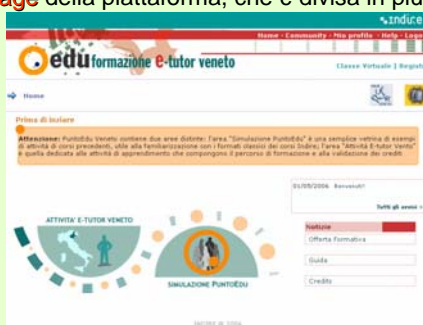 age della piattaforma, che è divisa in più
indice
Home - Community - Mio profilo - Help - Logo
edu formazione e-tutor veneto
Classe Virtuale | Regist
Home
Prima di iniziare
Attenzione: PuntoEdu Veneto contiene due aree distinte: l'area "Simulazione PuntoEdu" è una semplice vetrina di esempi
di attività di corsi precedenti, utile alla familiarizzazione con i formati classici dei corsi Indire; l'area "Attività E-tutor Vento"
è quella dedicata alle attività di apprendimento che compongono il percorso di formazione e alla validazione dei crediti
01/05/2006 Benvenuti!
Tutti gli avvisi >
ATTIVITA' E-TUTOR VENETO
SIMULAZIONE PUNTOEDU
Notizie
Offerta Formativa
Guida
Crediti